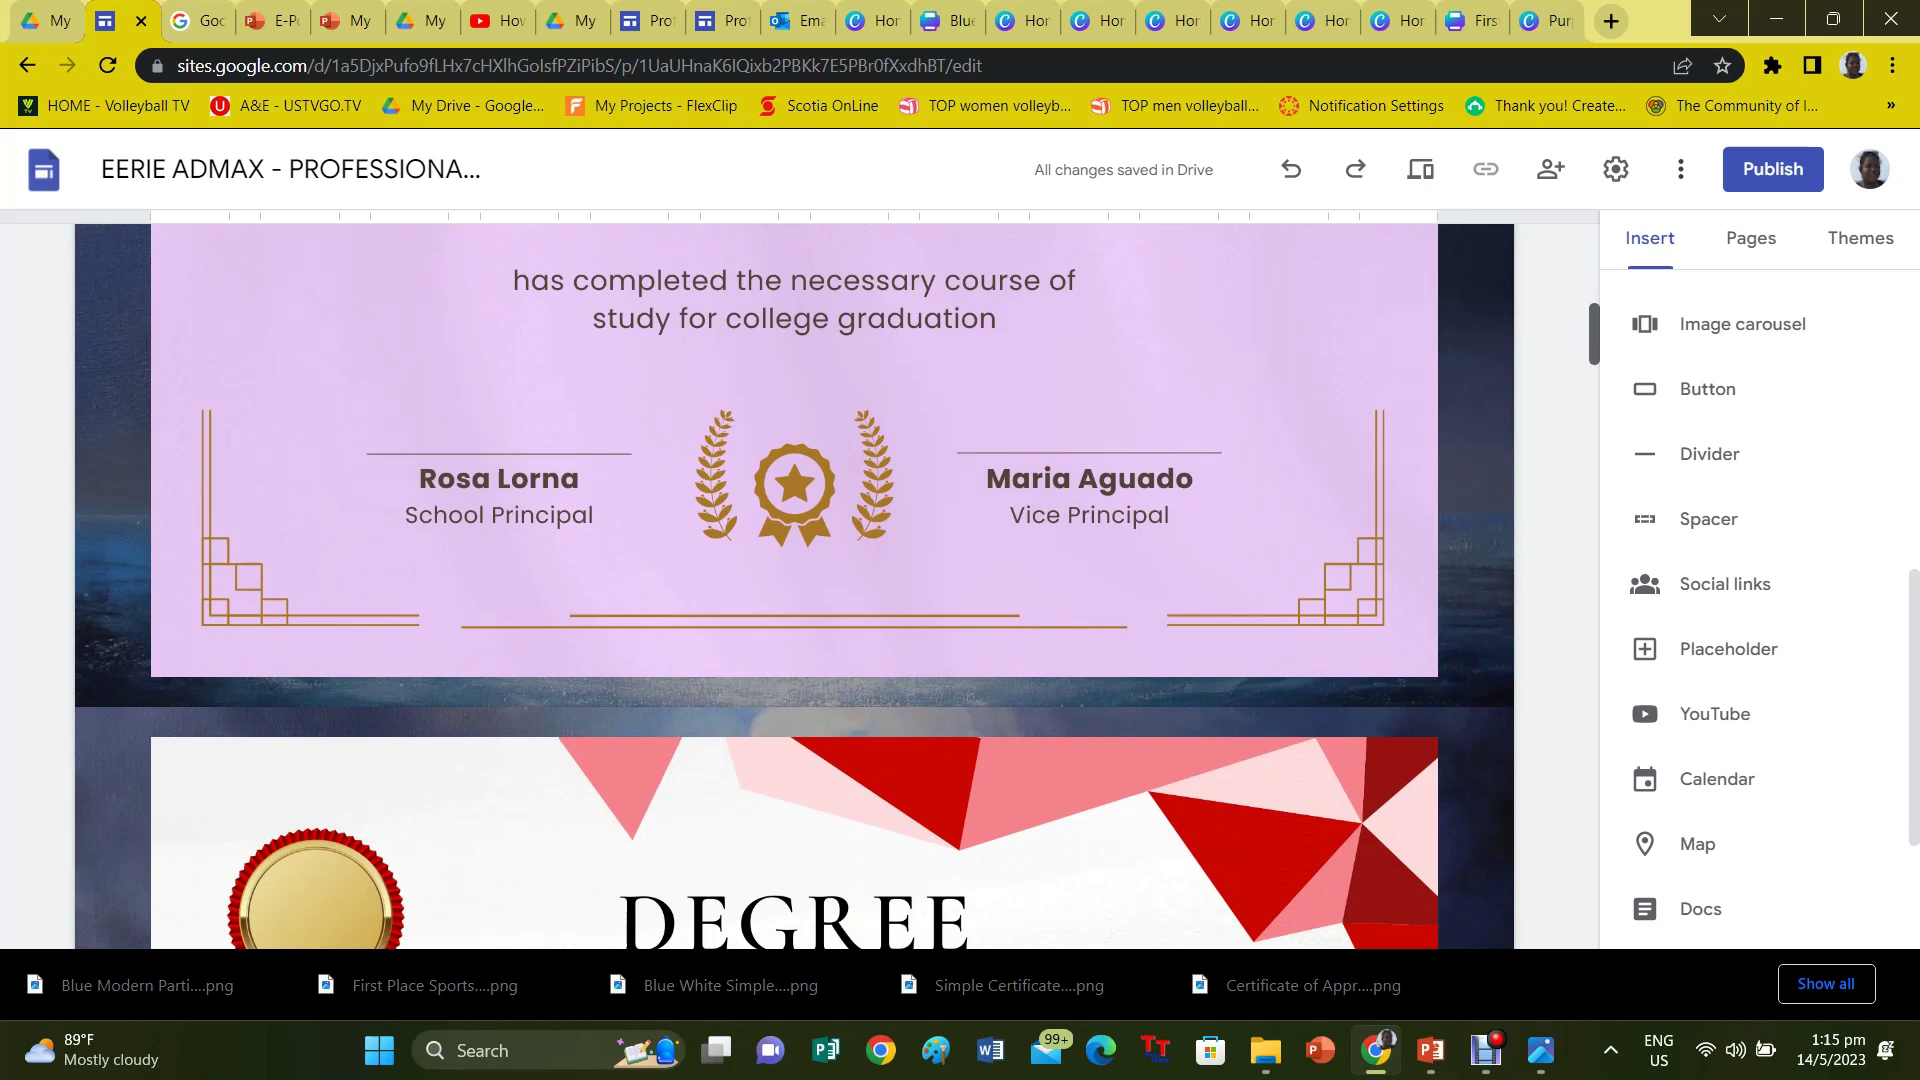 My
Goc
E-Po
My
My
Hov
My
Prof
Prof
Ema
Hor
Blue
Hor
Hor
Hor
Hor
Hor
Hor
Firs
Pur
sites.google.com/d/1a5DjxPufo9fLHx7cHXlhGoIsfPZiPibS/p/1UaUHnaK6IQixb2PBKk7E5PBr0fXxdhBT/edit
HOME - Volleyball TV
A&E - USTVGO.TV
My Drive - Google...
My Projects - FlexClip
Scotia OnLine
TOP women volleyb...
TOP men volleyball...
Notification Settings
Thank you! Create...
The Community of I...
»
EERIE ADMAX - PROFESSIONA...
All changes saved in Drive
Publish
Insert
Pages
Themes
has completed the necessary course of
study for college graduation
Rosa Lorna
School Principal
Maria Aguado
Vice Principal
DEGREE
Image carousel
Button
Divider
Spacer
Social links
Placeholder
YouTube
Calendar
Map
Docs
Blue Modern Parti....png
First Place Sports....png
Blue White Simple....png
Simple Certificate....png
Certificate of Appr....png
Show all
89°F
Mostly cloudy
Search
99+
ENG
US
1:15 pm
14/5/2023